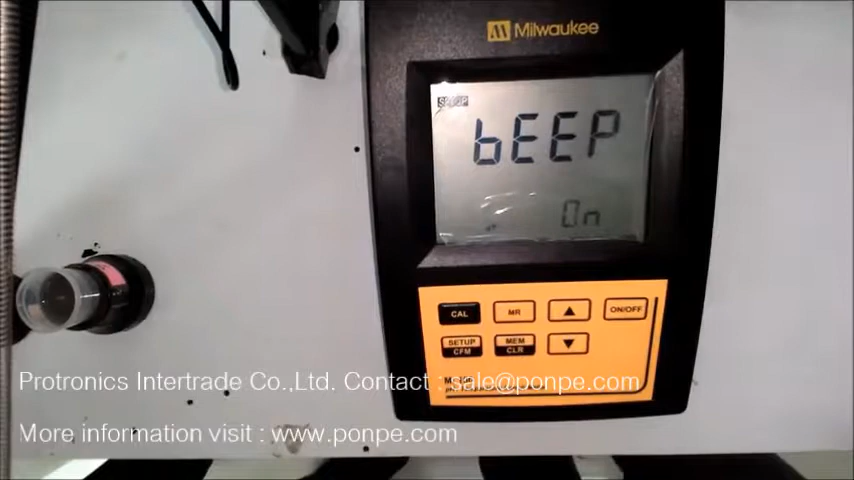 Milwaukee
SETUP
bEEP
On
CAL
MR
▲
ON/OFF
SETUP
CFM
MEM
CLR
▼
Protronics Intertrade Co.,Ltd. Contact : sale@ponpe.com
More information visit : www.ponpe.com